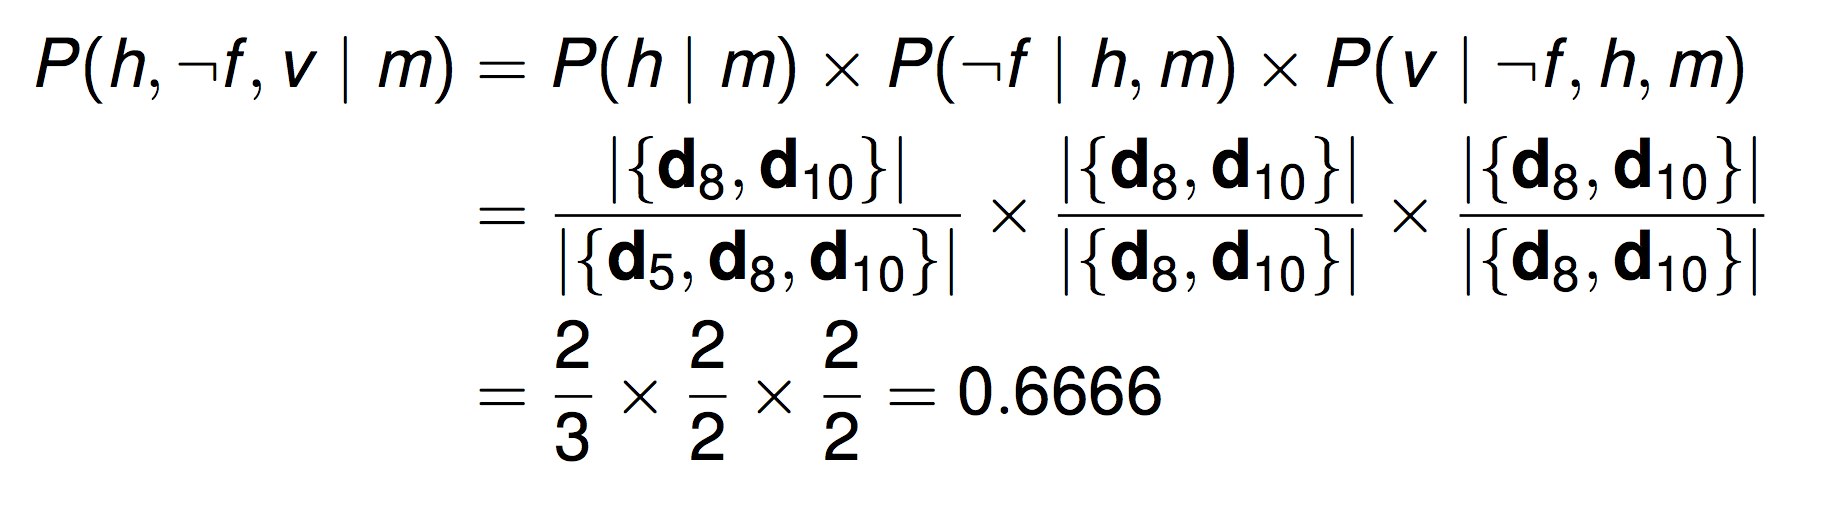 P(h, ¬f, v | m) = P(h | m) × P(¬f | h, m) × P(v | ¬f, h, m)
= |{d₈, d₁₀}| / |{d₅, d₈, d₁₀}| × |{d₈, d₁₀}| / |{d₈, d₁₀}| × |{d₈, d₁₀}| / |{d₈, d₁₀}|
= 2/3 × 2/2 × 2/2 = 0.6666